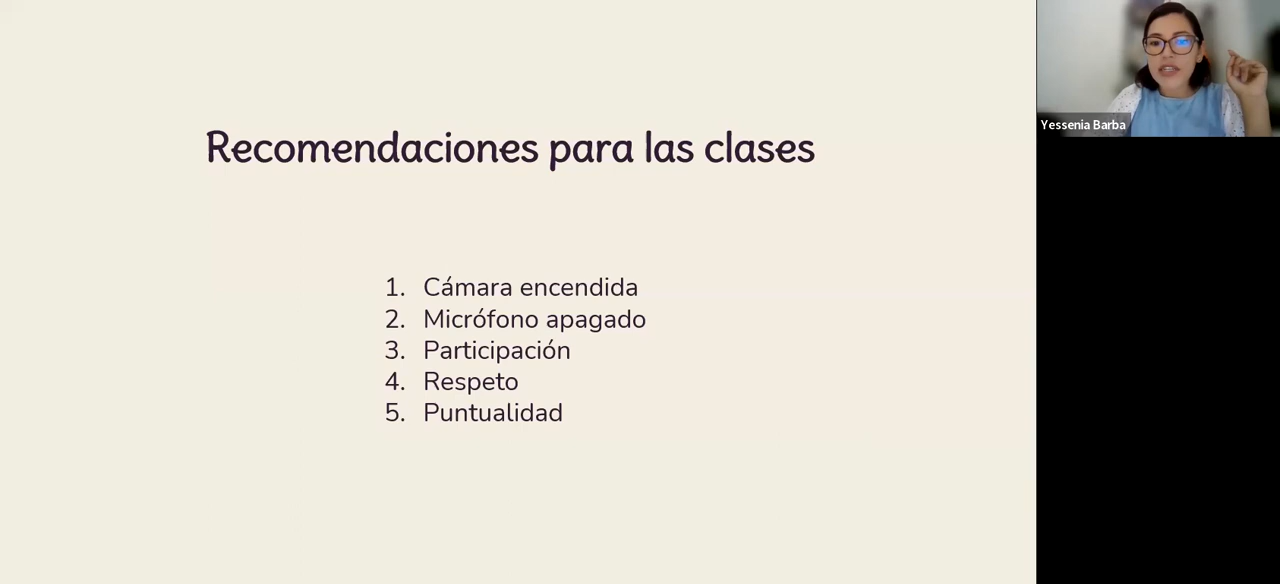 Recomendaciones para las clases
1. Cámara encendida
2. Micrófono apagado
3. Participación
4. Respeto
5. Puntualidad
Yessenia Barba